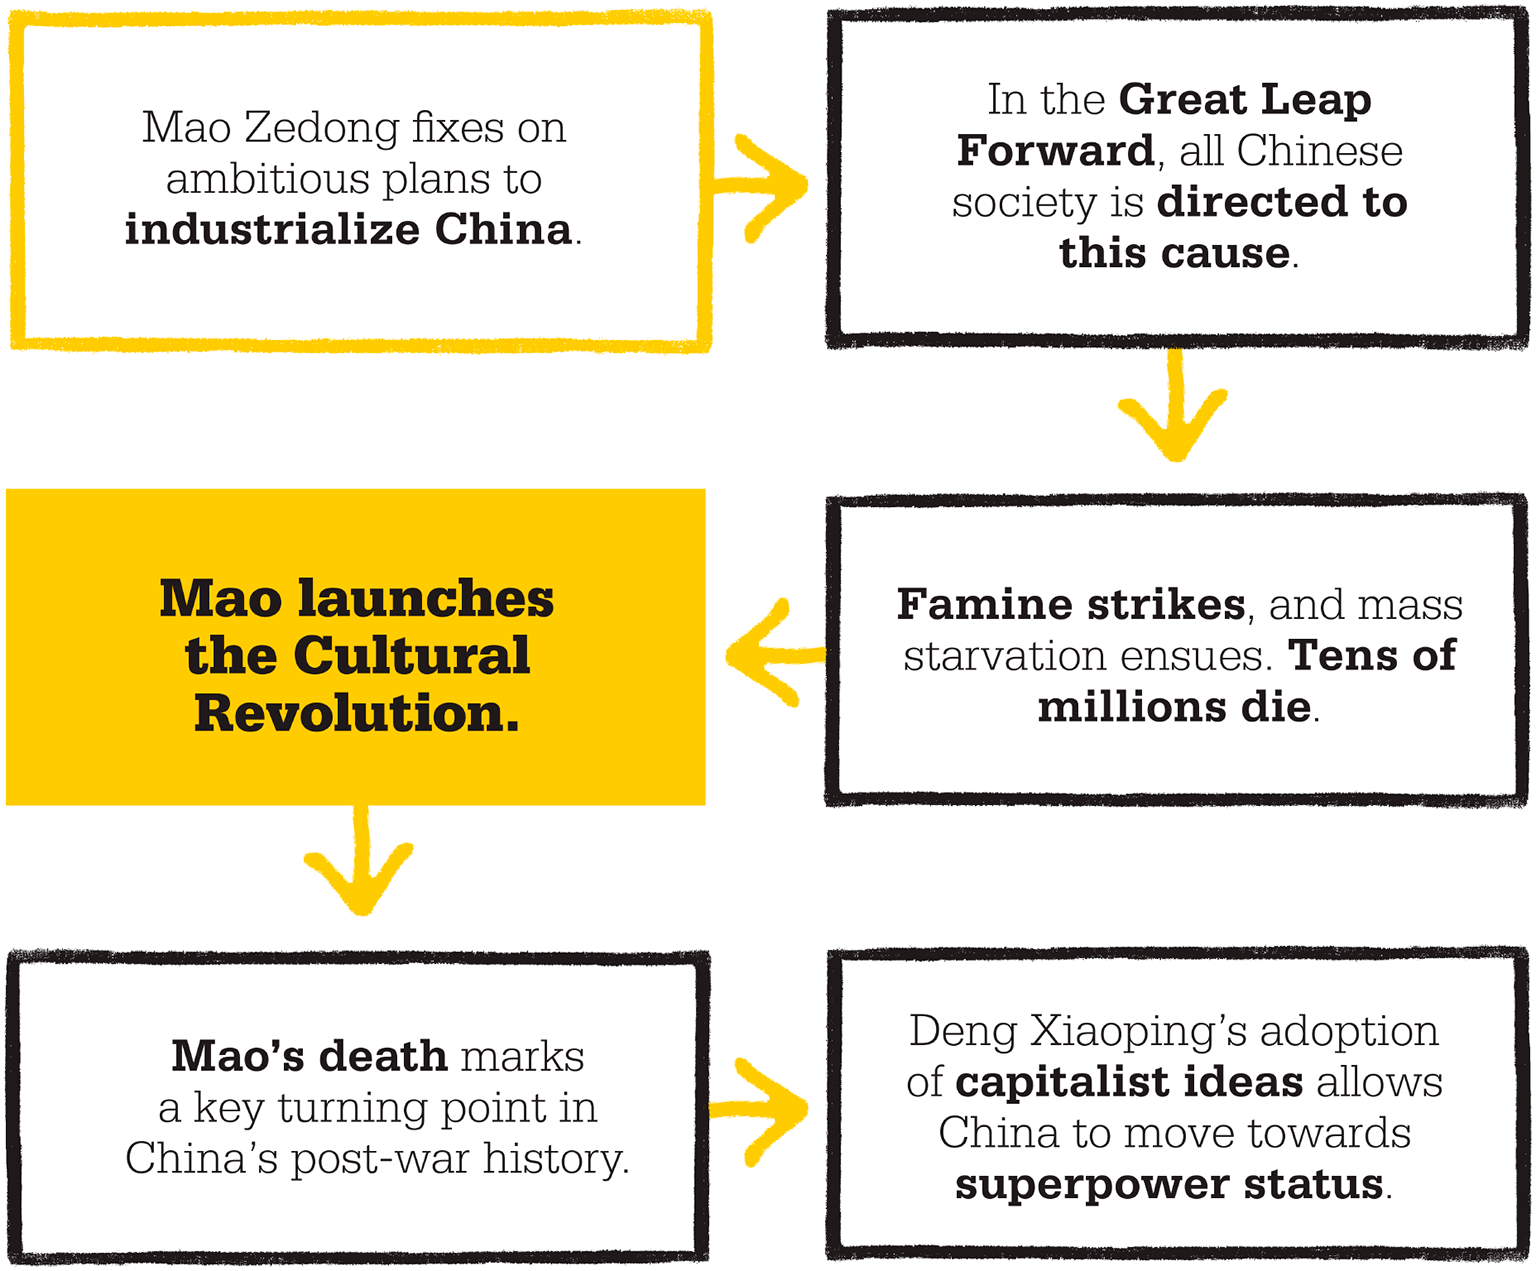 Mao Zedong fixes on
ambitious plans to
industrialize China.
In the Great Leap
Forward, all Chinese
society is directed to
this cause.
Famine strikes, and mass
starvation ensues. Tens of
millions die.
Mao launches
the Cultural
Revolution.
Mao’s death marks
a key turning point in
China’s post-war history.
Deng Xiaoping’s adoption
of capitalist ideas allows
China to move towards
superpower status.